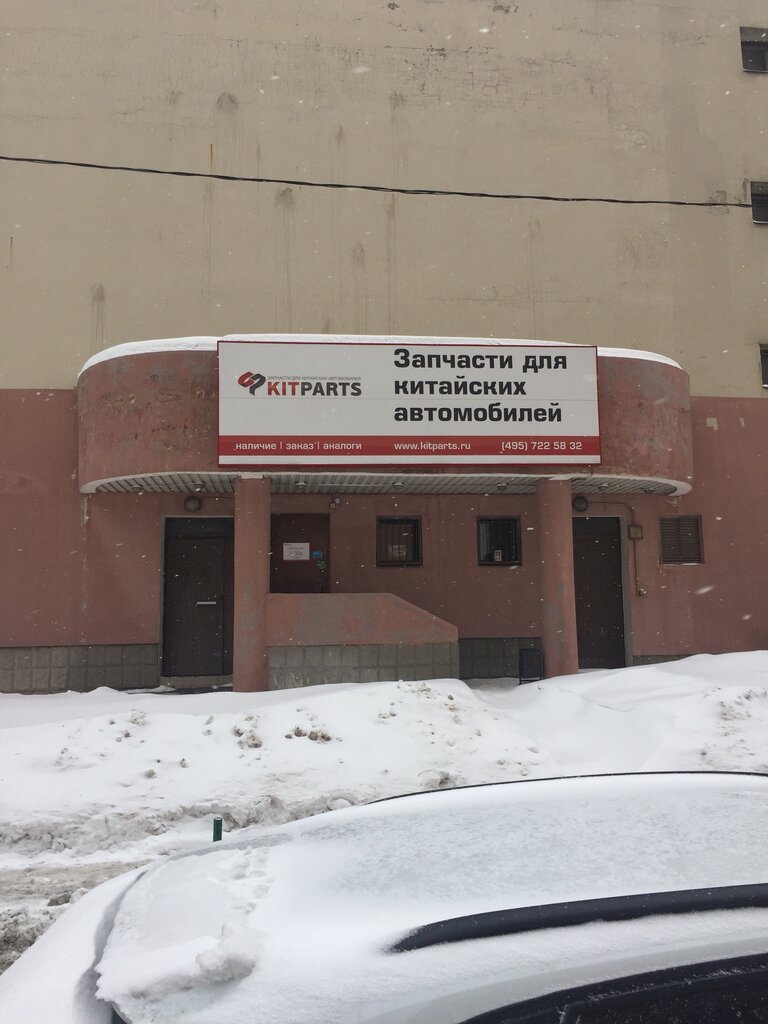 Запчасти для
китайских
автомобилей
ЗАПЧАСТИ ДЛЯ КИТАЙСКИХ АВТОМОБИЛЕЙ
KITPARTS
наличие | заказ | аналоги
www.kitparts.ru
(495) 722 58 32